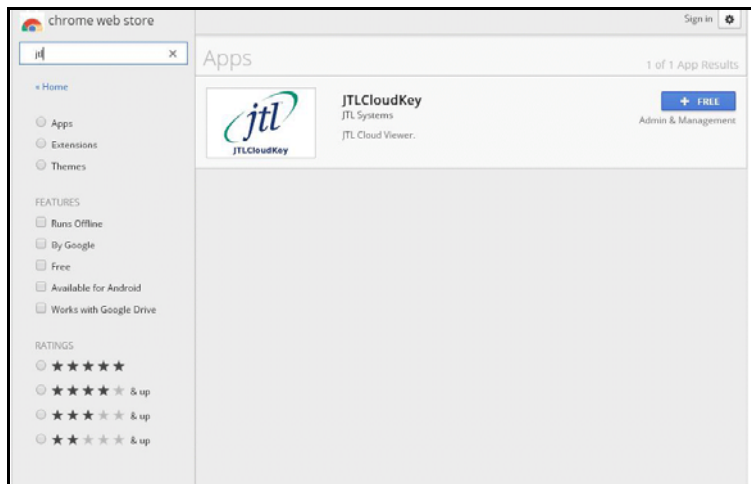 chrome web store
Sign in
jtl
Apps
1 of 1 App Results
« Home
Apps
Extensions
Themes
FEATURES
Runs Offline
By Google
Free
Available for Android
Works with Google Drive
RATINGS
& up
& up
& up
jtl
JTLCloudKey
JTLCloudKey
JTL Systems
JTL Cloud Viewer.
+ FREE
Admin & Management